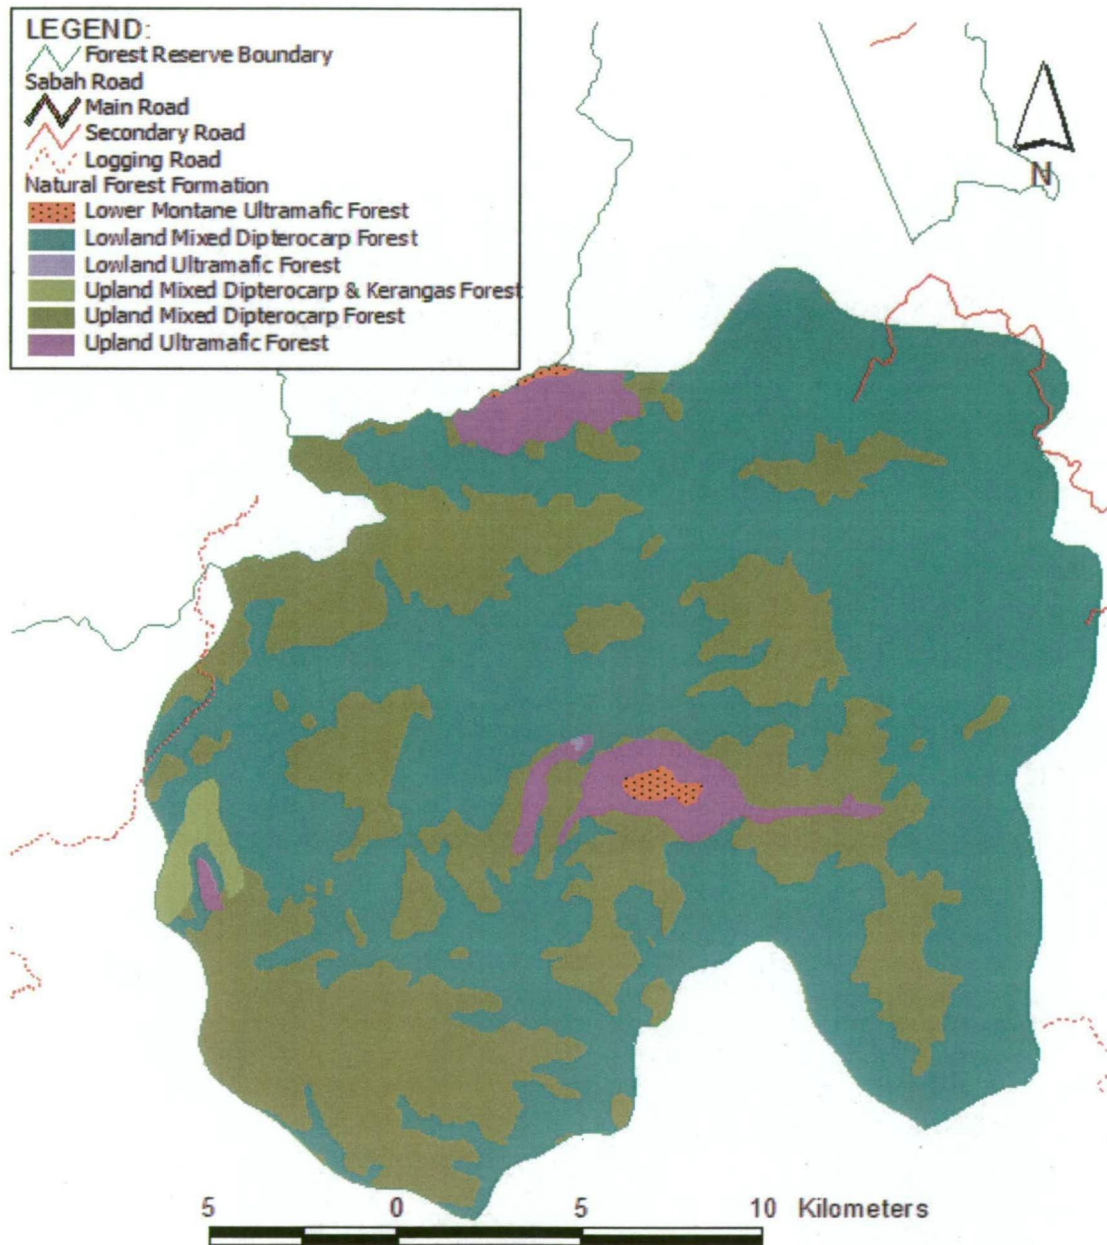 LEGEND:
Forest Reserve Boundary
Sabah Road
Main Road
Secondary Road
Logging Road
Natural Forest Formation
Lower Montane Ultramafic Forest
Lowland Mixed Dipterocarp Forest
Lowland Ultramafic Forest
Upland Mixed Dipterocarp & Kerangas Forest
Upland Mixed Dipterocarp Forest
Upland Ultramafic Forest
N
5 0 5 10 Kilometers